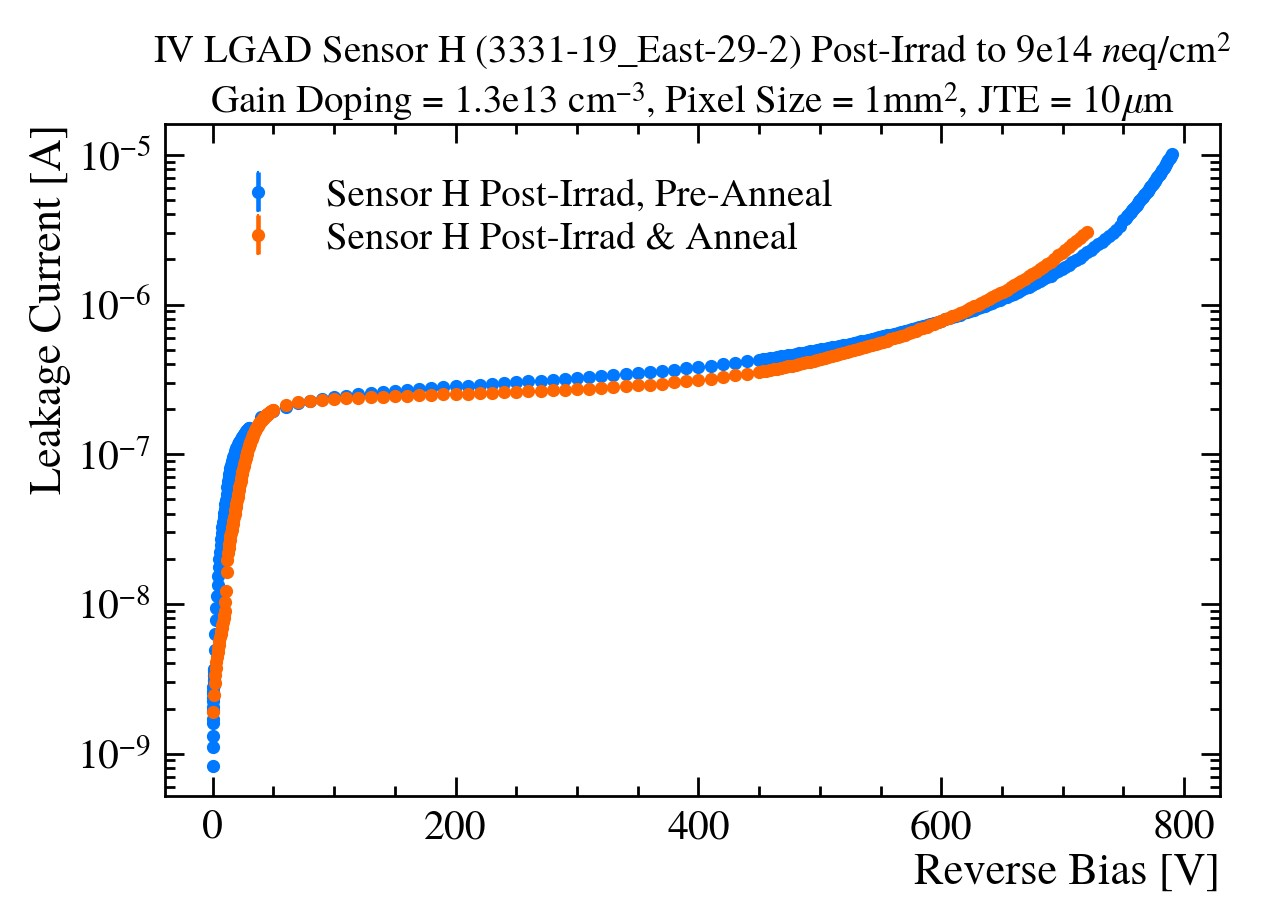 IV LGAD Sensor H (3331-19_East-29-2) Post-Irrad to 9e14 neq/cm²
Gain Doping = 1.3e13 cm⁻³, Pixel Size = 1mm², JTE = 10μm
Leakage Current [A]
10⁻⁵
10⁻⁶
10⁻⁷
10⁻⁸
10⁻⁹
Sensor H Post-Irrad, Pre-Anneal
Sensor H Post-Irrad & Anneal
0 200 400 600 800
Reverse Bias [V]